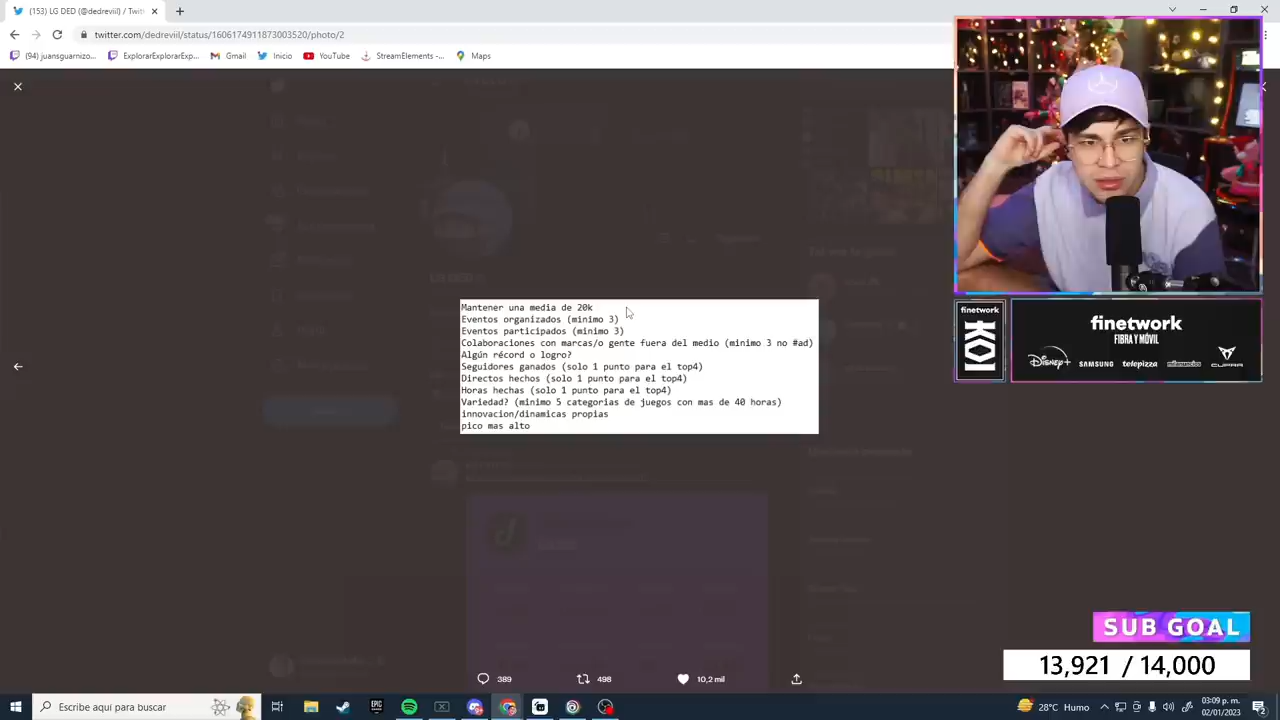 (153) LG DED (@dedreviil) / Twit
twitter.com/dedreviil/status/1606174911873003520/photo/2
(94) juansguarnizo...
ExplorarExplorarExp...
Gmail
Inicio
YouTube
StreamElements -...
Maps
Mantener una media de 20k
Eventos organizados (minimo 3)
Eventos participados (minimo 3)
Colaboraciones con marcas/o gente fuera del medio (minimo 3 no #ad)
Algún récord o logro?
Seguidores ganados (solo 1 punto para el top4)
Directos hechos (solo 1 punto para el top4)
Horas hechas (solo 1 punto para el top4)
Variedad? (minimo 5 categorias de juegos con mas de 40 horas)
innovacion/dinamicas propias
pico mas alto
389
498
10,2 mil
finetwork
KOI
finetwork
FIBRA Y MÓVIL
Disney+
SAMSUNG
telepizza
CUPRA
SUB GOAL
13,921 / 14,000
Escribe aquí para buscar
28°C Humo
03:09 p. m.
02/01/2023